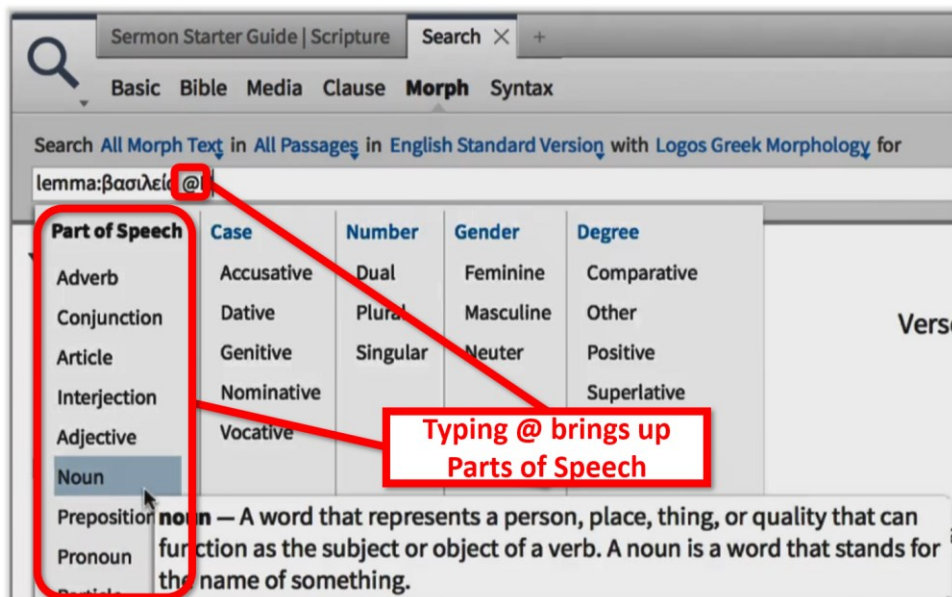 Sermon Starter Guide | Scripture Search × +
Basic Bible Media Clause Morph Syntax
Search All Morph Text in All Passages in English Standard Version with Logos Greek Morphology for
lemma:βασιλεία @
Part of Speech Case Number Gender Degree
Adverb Accusative Dual Feminine Comparative
Conjunction Dative Plural Masculine Other
Article Genitive Singular Neuter Positive
Interjection Nominative Superlative
Adjective Vocative
Typing @ brings up
Parts of Speech
Noun
Preposition noun — A word that represents a person, place, thing, or quality that can
Pronoun function as the subject or object of a verb. A noun is a word that stands for
the name of something.